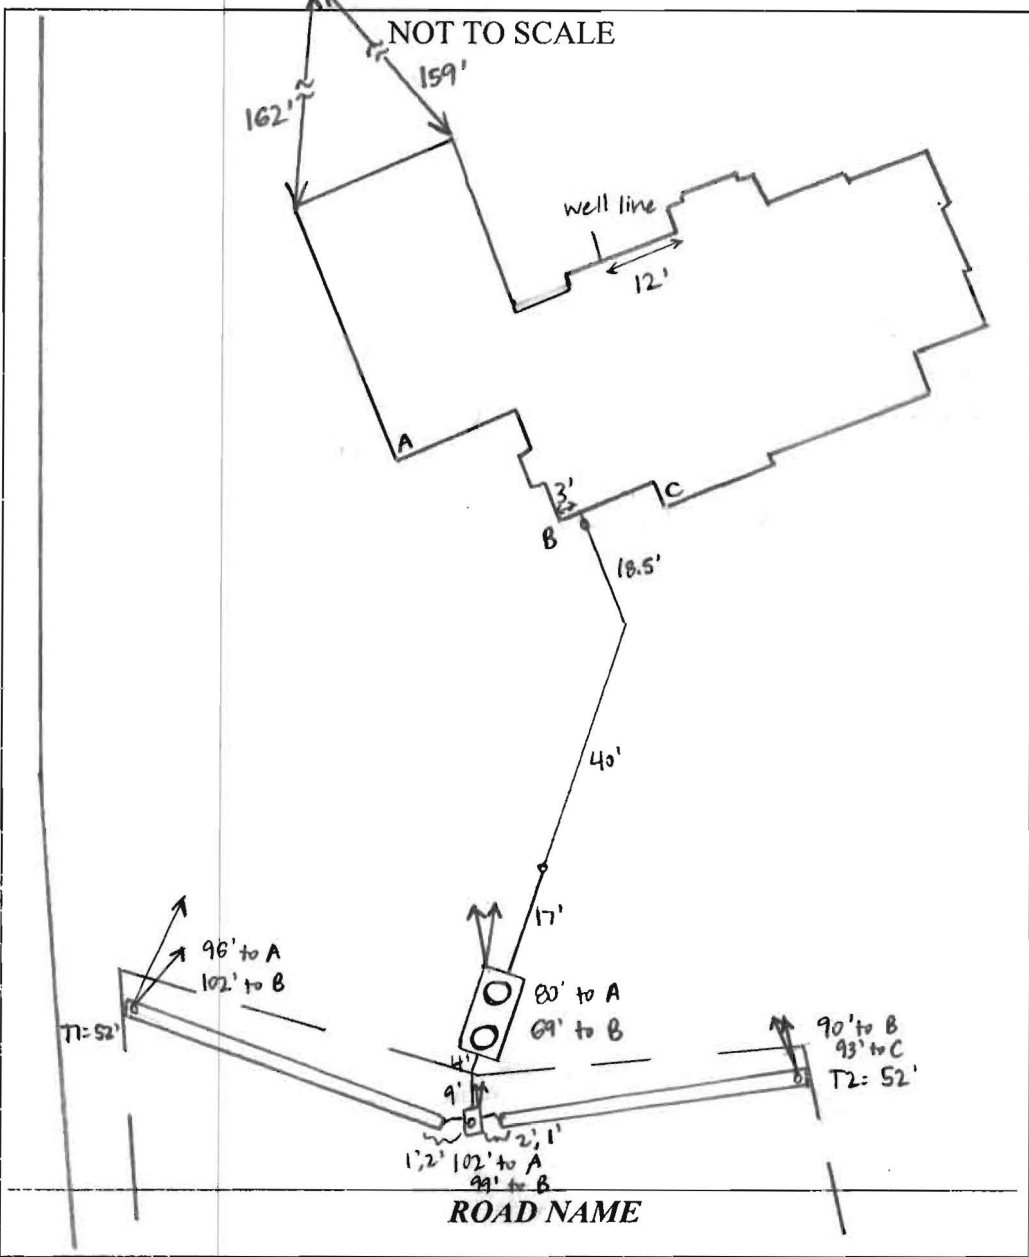 NOT TO SCALE
159'
162'
well line
12'
A
3'
C
B
18.5'
40'
17'
96' to A
102' to B
80' to A
69' to B
T1=52'
90' to B
93' to C
T2= 52'
4'
9'
2', 1'
1', 2' 102' to A
99' to B
ROAD NAME